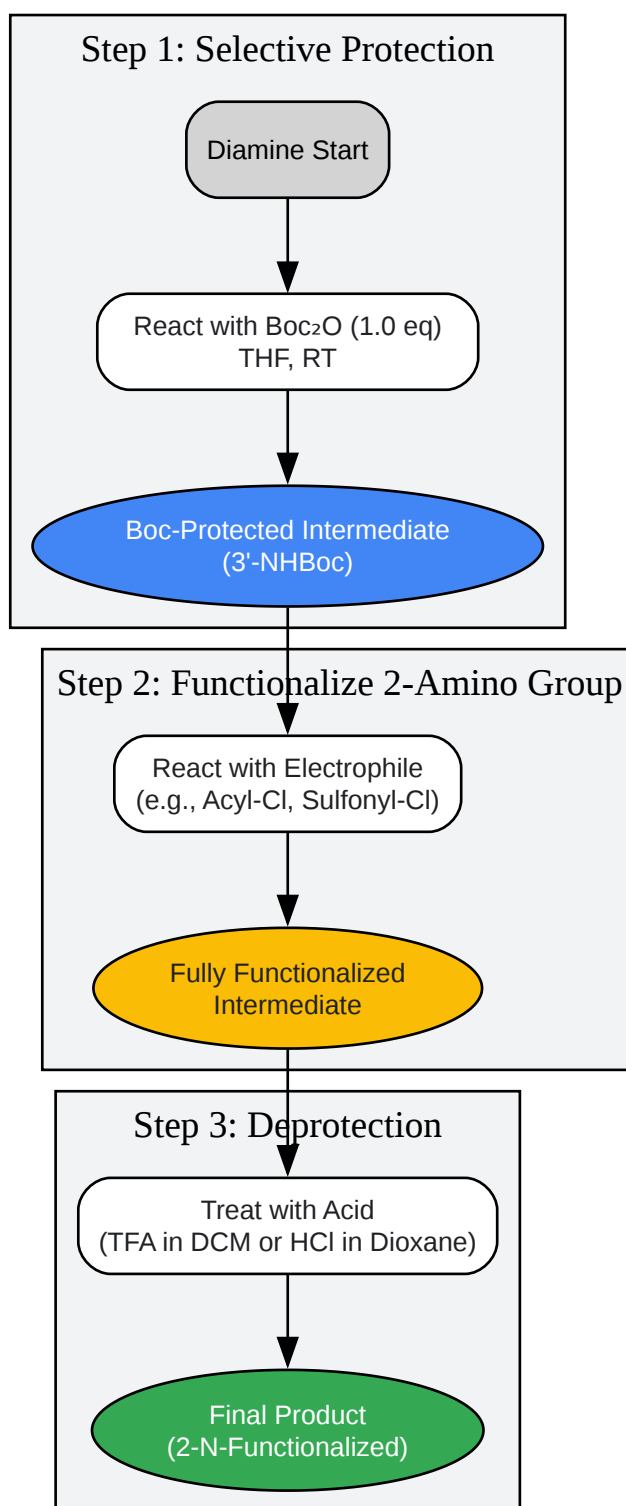 Step 1: Selective Protection
Diamine Start
React with Boc₂O (1.0 eq)
THF, RT
Boc-Protected Intermediate
(3'-NHBoc)
Step 2: Functionalize 2-Amino Group
React with Electrophile
(e.g., Acyl-Cl, Sulfonyl-Cl)
Fully Functionalized
Intermediate
Step 3: Deprotection
Treat with Acid
(TFA in DCM or HCl in Dioxane)
Final Product
(2-N-Functionalized)